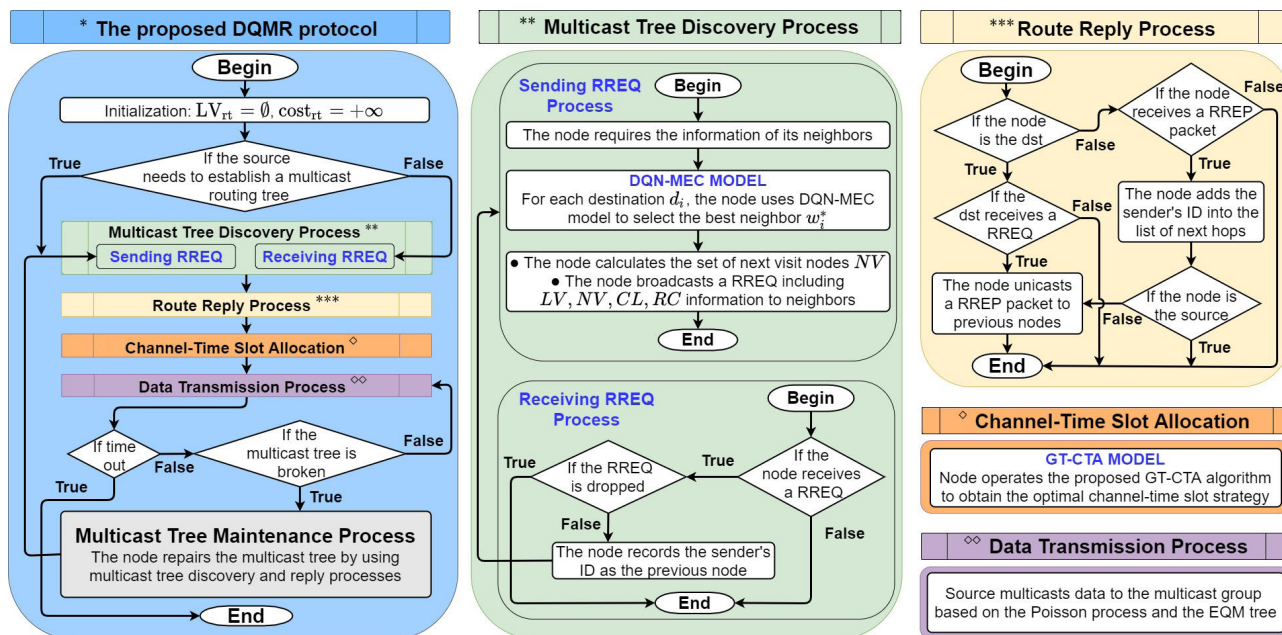 * The proposed DQMR protocol
Begin
Initialization: LV_rt = ∅, cost_rt = +∞
True
If the source
needs to establish a multicast
routing tree
False
Multicast Tree Discovery Process **
Sending RREQ
Receiving RREQ
Route Reply Process ***
Channel-Time Slot Allocation ◇
Data Transmission Process ◇◇
If time
out
False
If the
multicast tree is
broken
False
True
True
Multicast Tree Maintenance Process
The node repairs the multicast tree by using
multicast tree discovery and reply processes
End
** Multicast Tree Discovery Process
Sending RREQ
Process
Begin
The node requires the information of its neighbors
DQN-MEC MODEL
For each destination d_i, the node uses DQN-MEC
model to select the best neighbor w_i^*
● The node calculates the set of next visit nodes NV
● The node broadcasts a RREQ including
LV, NV, CL, RC information to neighbors
End
Receiving RREQ
Process
Begin
True
If the RREQ
is dropped
True
If the
node receives
a RREQ
False
False
The node records the sender's
ID as the previous node
End
*** Route Reply Process
Begin
If the node
is the dst
False
If the node
receives a RREP
packet
False
True
True
If the
dst receives a
RREQ
False
The node adds the
sender's ID into the
list of next hops
True
The node unicasts
a RREP packet to
previous nodes
False
If the node is
the source
True
End
◇ Channel-Time Slot Allocation
GT-CTA MODEL
Node operates the proposed GT-CTA algorithm
to obtain the optimal channel-time slot strategy
◇◇ Data Transmission Process
Source multicasts data to the multicast group
based on the Poisson process and the EQM tree